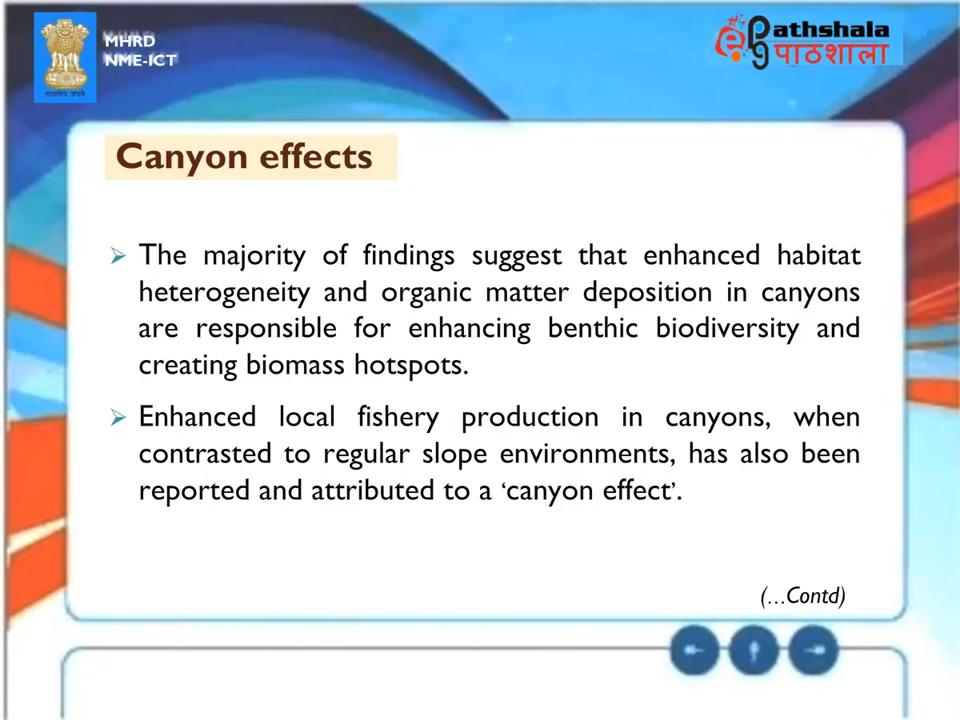 MHRD
NME-ICT
epg Pathshala
पाठशाला
Canyon effects
The majority of findings suggest that enhanced habitat
heterogeneity and organic matter deposition in canyons
are responsible for enhancing benthic biodiversity and
creating biomass hotspots.
Enhanced local fishery production in canyons, when
contrasted to regular slope environments, has also been
reported and attributed to a ‘canyon effect’.
(…Contd)